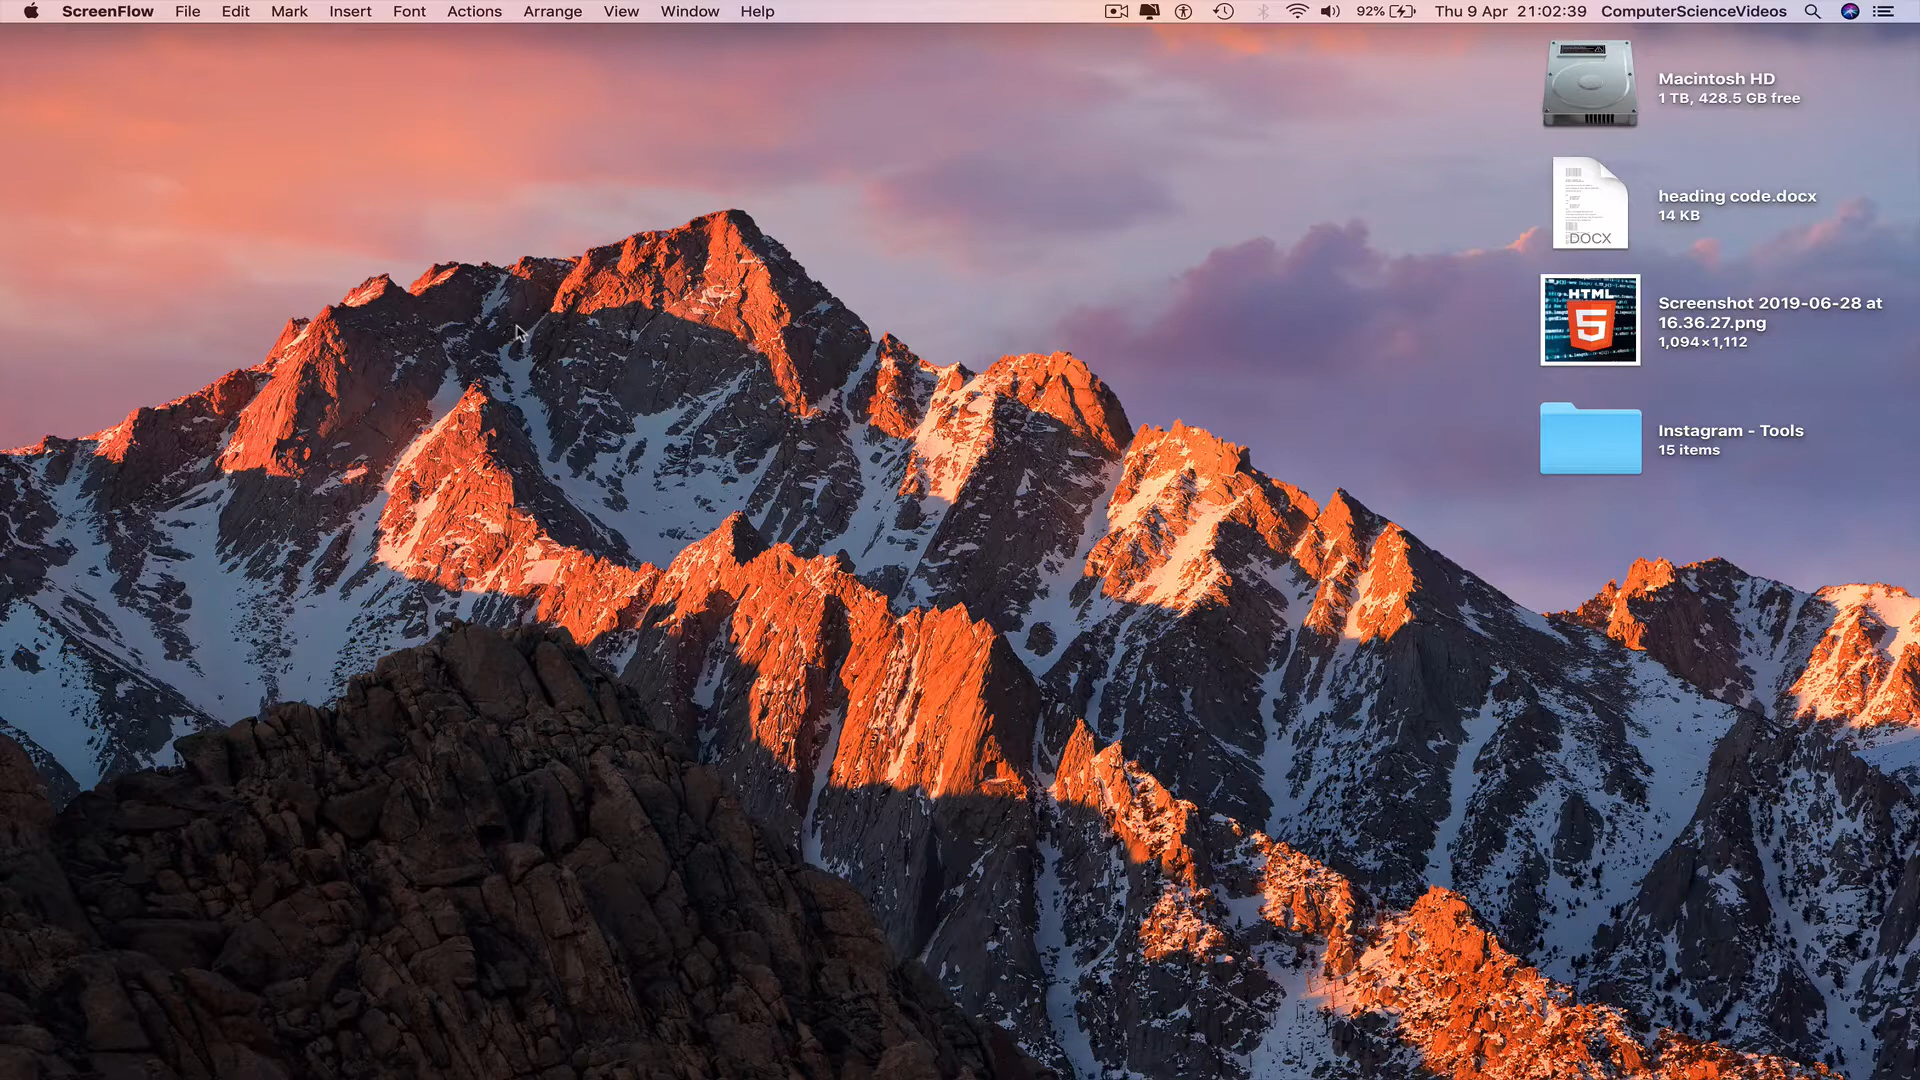 ScreenFlow File Edit Mark Insert Font Actions Arrange View Window Help 92% Thu 9 Apr 21:02:39 ComputerScienceVideos
Macintosh HD
1 TB, 428.5 GB free
DOCX
heading code.docx
14 KB
HTML
5
Screenshot 2019-06-28 at
16.36.27.png
1,094×1,112
Instagram - Tools
15 items